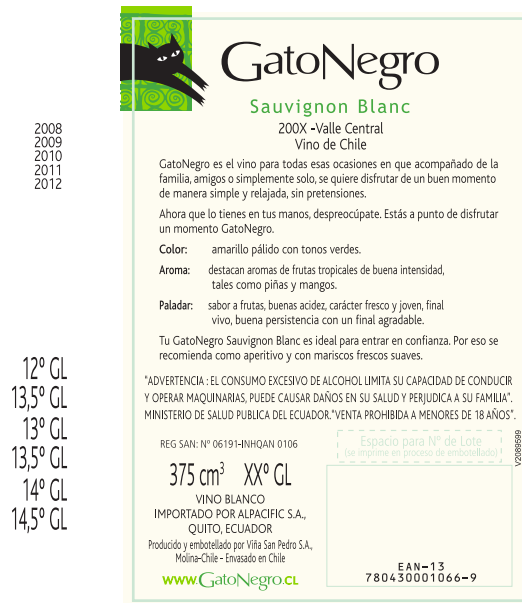 GatoNegro
Sauvignon Blanc
200X -Valle Central
Vino de Chile
2008
2009
2010
2011
2012
GatoNegro es el vino para todas esas ocasiones en que acompañado de la
familia, amigos o simplemente solo, se quiere disfrutar de un buen momento
de manera simple y relajada, sin pretensiones.
Ahora que lo tienes en tus manos, despreocúpate. Estás a punto de disfrutar
un momento GatoNegro.
Color: amarillo pálido con tonos verdes.
Aroma: destacan aromas de frutas tropicales de buena intensidad,
tales como piñas y mangos.
Paladar: sabor a frutas, buenas acidez, carácter fresco y joven, final
vivo, buena persistencia con un final agradable.
Tu GatoNegro Sauvignon Blanc es ideal para entrar en confianza. Por eso se
recomienda como aperitivo y con mariscos frescos suaves.
12º GL
13,5º GL
13º GL
13,5º GL
14º GL
14,5º GL
"ADVERTENCIA : EL CONSUMO EXCESIVO DE ALCOHOL LIMITA SU CAPACIDAD DE CONDUCIR
Y OPERAR MAQUINARIAS, PUEDE CAUSAR DAÑOS EN SU SALUD Y PERJUDICA A SU FAMILIA".
MINISTERIO DE SALUD PUBLICA DEL ECUADOR."VENTA PROHIBIDA A MENORES DE 18 AÑOS".
REG SAN: Nº 06191-INHQAN 0106
Espacio para Nº de Lote
(se imprime en proceso de embotellado)
V2089599
375 cm³ XXº GL
VINO BLANCO
IMPORTADO POR ALPACIFIC S.A.,
QUITO, ECUADOR
Producido y embotellado por Viña San Pedro S.A.,
Molina-Chile - Envasado en Chile
www.GatoNegro.CL
EAN-13
780430001066-9